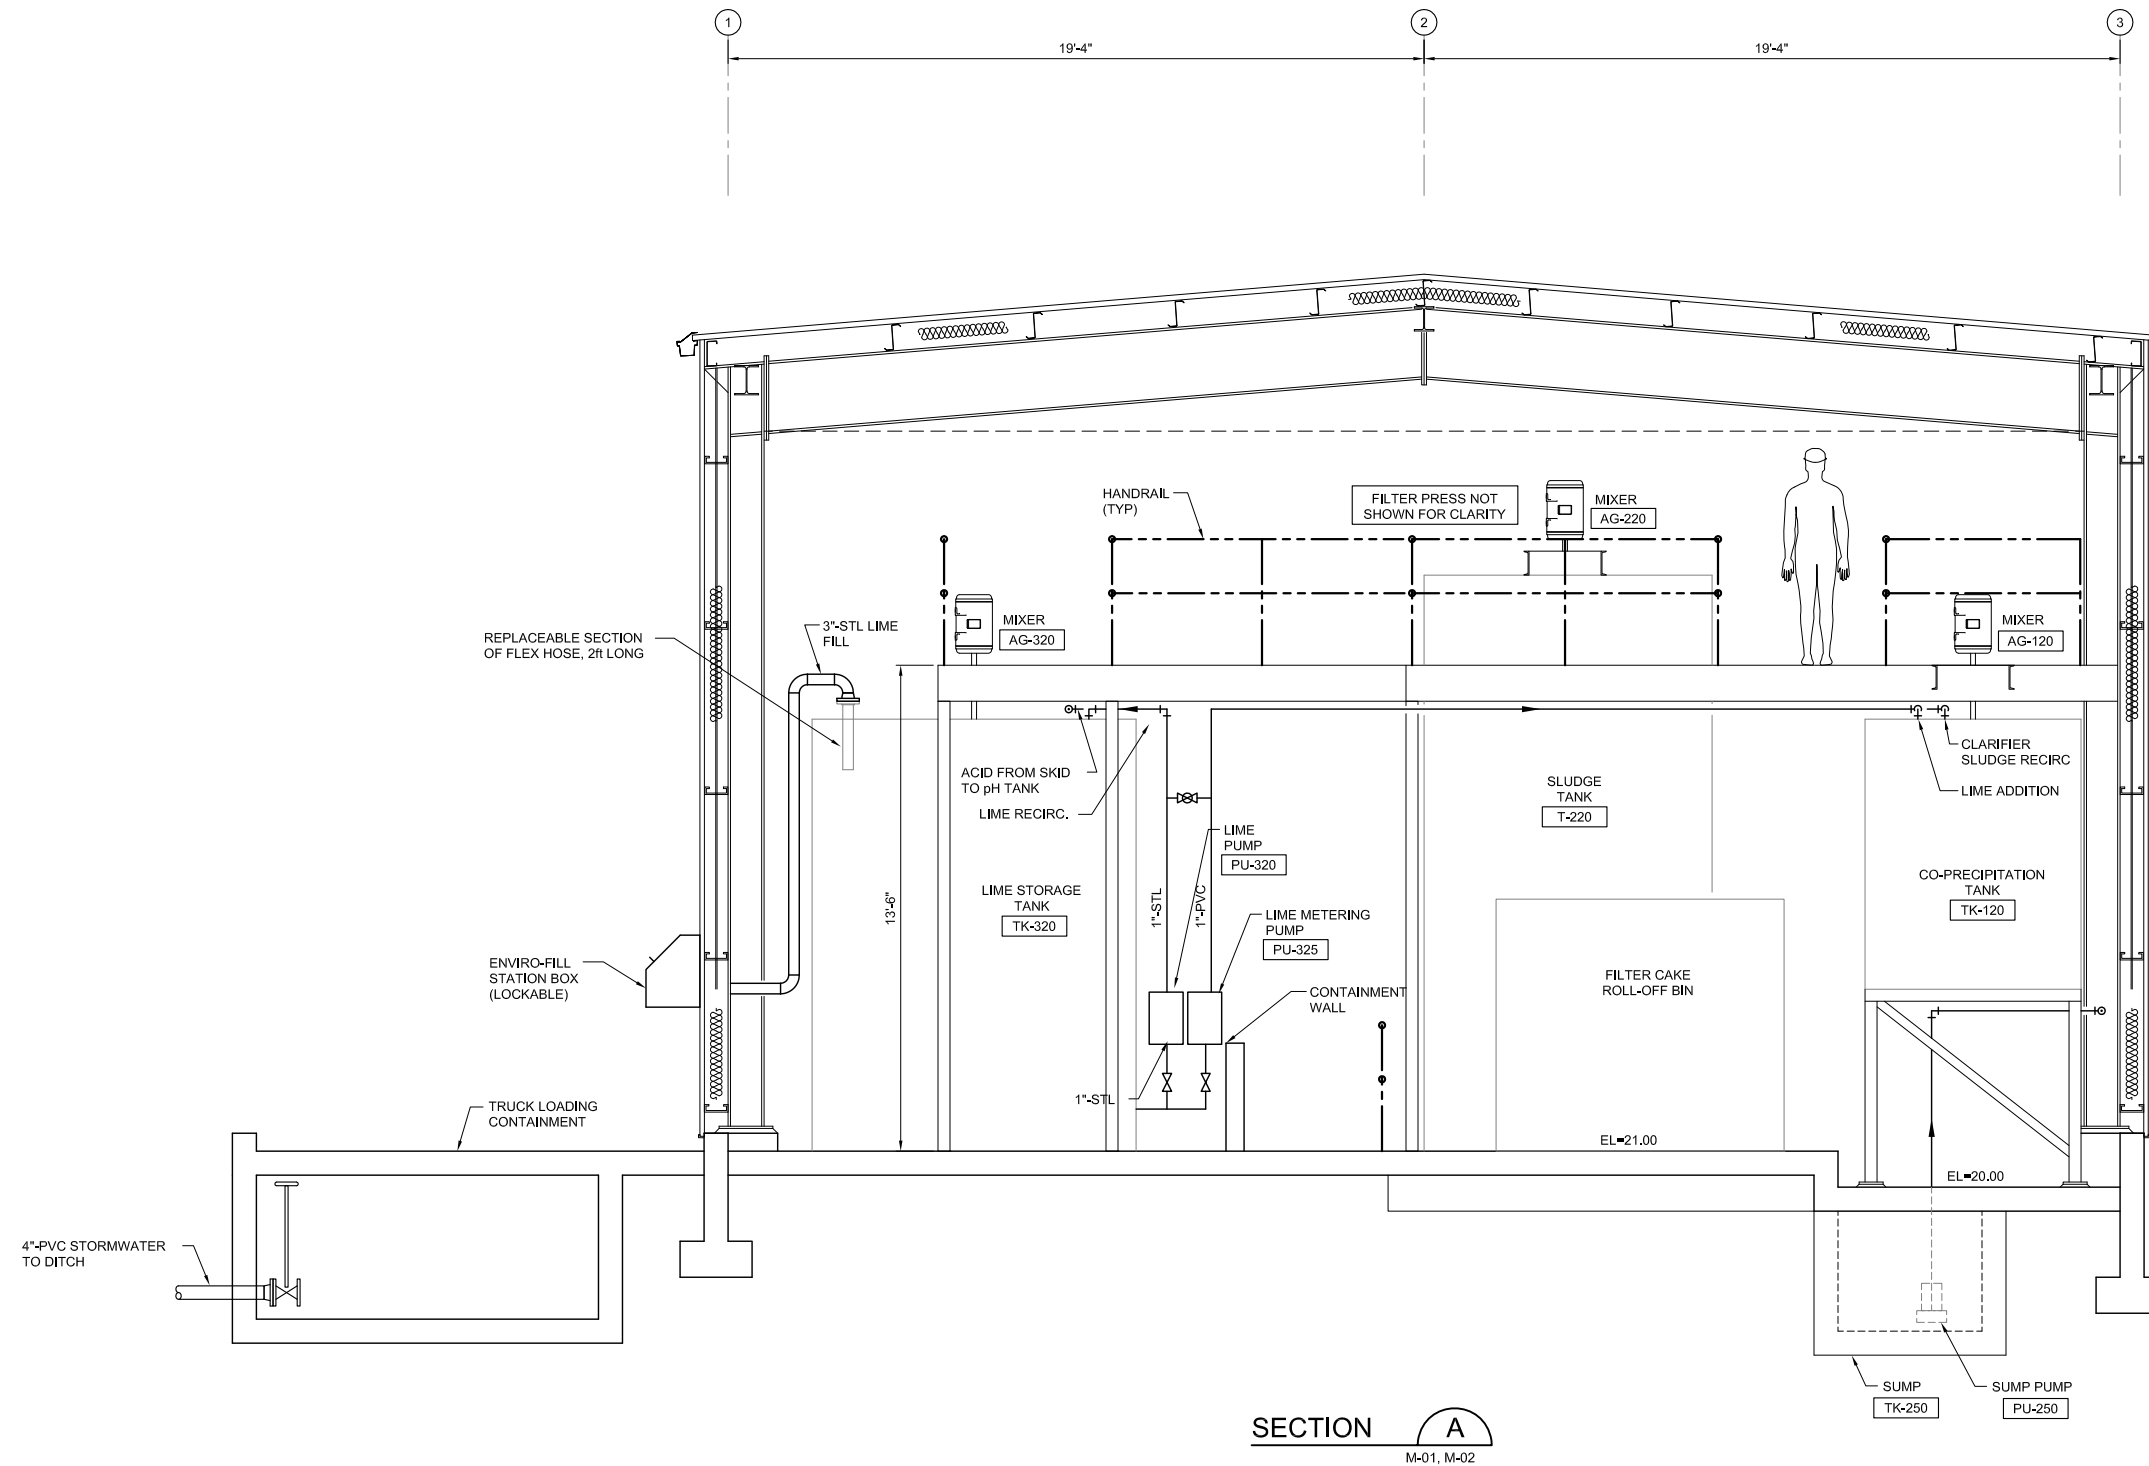 1
2
3
19'-4"
19'-4"
HANDRAIL
(TYP)
FILTER PRESS NOT
SHOWN FOR CLARITY
MIXER
AG-220
MIXER
AG-320
MIXER
AG-120
3"-STL LIME
FILL
REPLACEABLE SECTION
OF FLEX HOSE, 2ft LONG
ACID FROM SKID
TO pH TANK
LIME RECIRC.
CLARIFIER
SLUDGE RECIRC
LIME ADDITION
SLUDGE
TANK
T-220
LIME
PUMP
PU-320
13'-6"
LIME STORAGE
TANK
TK-320
1"-STL
1"-PVC
LIME METERING
PUMP
PU-325
CO-PRECIPITATION
TANK
TK-120
ENVIRO-FILL
STATION BOX
(LOCKABLE)
CONTAINMENT
WALL
FILTER CAKE
ROLL-OFF BIN
1"-STL
TRUCK LOADING
CONTAINMENT
EL=21.00
EL=20.00
4"-PVC STORMWATER
TO DITCH
SUMP
TK-250
SUMP PUMP
PU-250
SECTION A
M-01, M-02